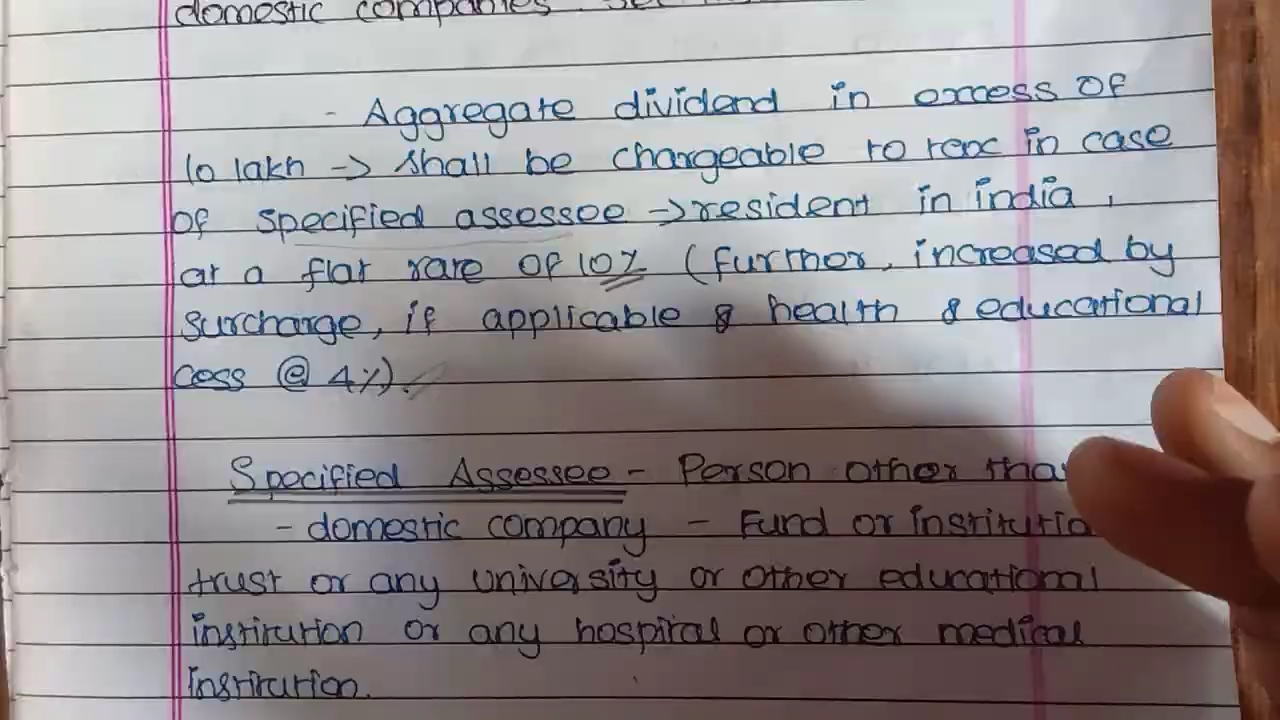 domestic companies.
- Aggregate dividend in excess of
10 lakh -> shall be chargeable to tax in case
of specified assessee -> resident in india,
at a flat rate of 10% (further, increased by
surcharge, if applicable & health & educational
cess @ 4%).
Specified Assessee - Person other
- domestic company - Fund or
trust or any university or other educational
institution or any hospital or other medical
institution.